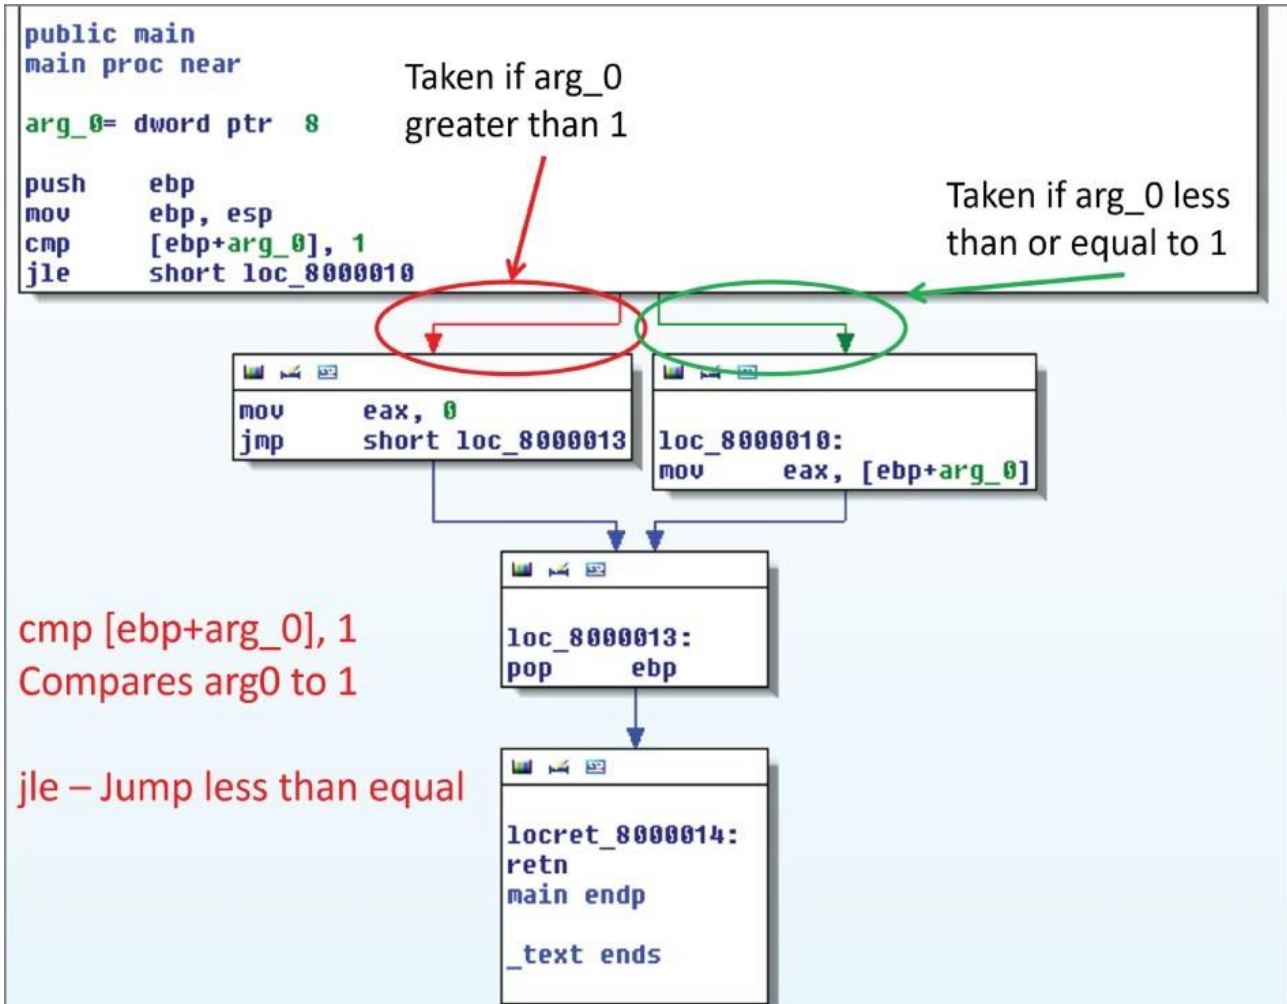 public main
main proc near
arg_0= dword ptr  8
push    ebp
mov     ebp, esp
cmp     [ebp+arg_0], 1
jle     short loc_8000010
Taken if arg_0
greater than 1
Taken if arg_0 less
than or equal to 1
mov     eax, 0
jmp     short loc_8000013
loc_8000010:
mov     eax, [ebp+arg_0]
loc_8000013:
pop     ebp
cmp [ebp+arg_0], 1
Compares arg0 to 1
jle – Jump less than equal
locret_8000014:
retn
main endp
_text ends